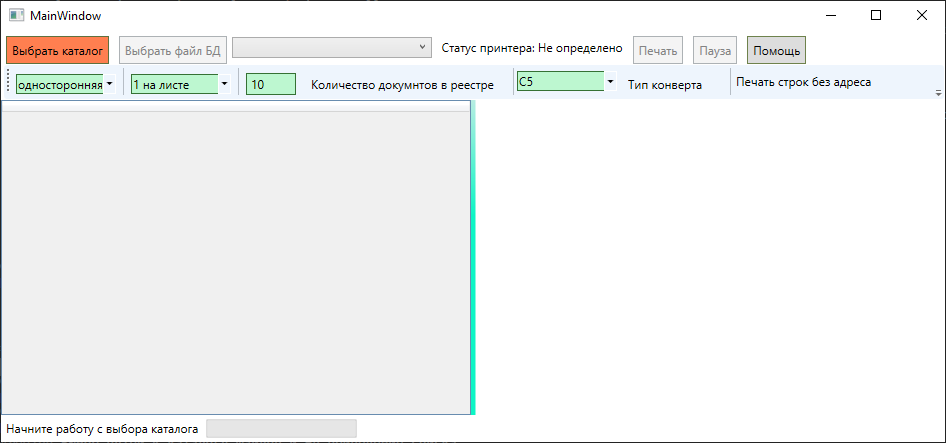 MainWindow
Выбрать каталог Выбрать файл БД Статус принтера: Не определено Печать Пауза Помощь
односторонняя 1 на листе 10 Количество докумнтов в реестре C5 Тип конверта Печать строк без адреса
Начните работу с выбора каталога